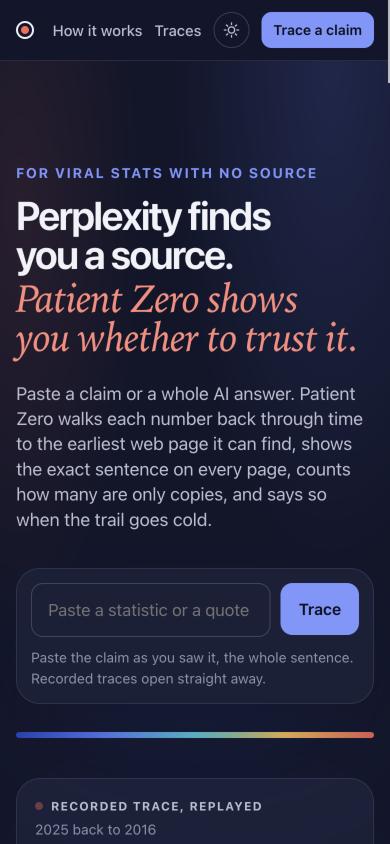 How it works Traces Trace a claim
FOR VIRAL STATS WITH NO SOURCE
Perplexity finds
you a source.
Patient Zero shows
you whether to trust it.
Paste a claim or a whole AI answer. Patient
Zero walks each number back through time
to the earliest web page it can find, shows
the exact sentence on every page, counts
how many are only copies, and says so
when the trail goes cold.
Paste a statistic or a quote Trace
Paste the claim as you saw it, the whole sentence.
Recorded traces open straight away.
RECORDED TRACE, REPLAYED
2025 back to 2016